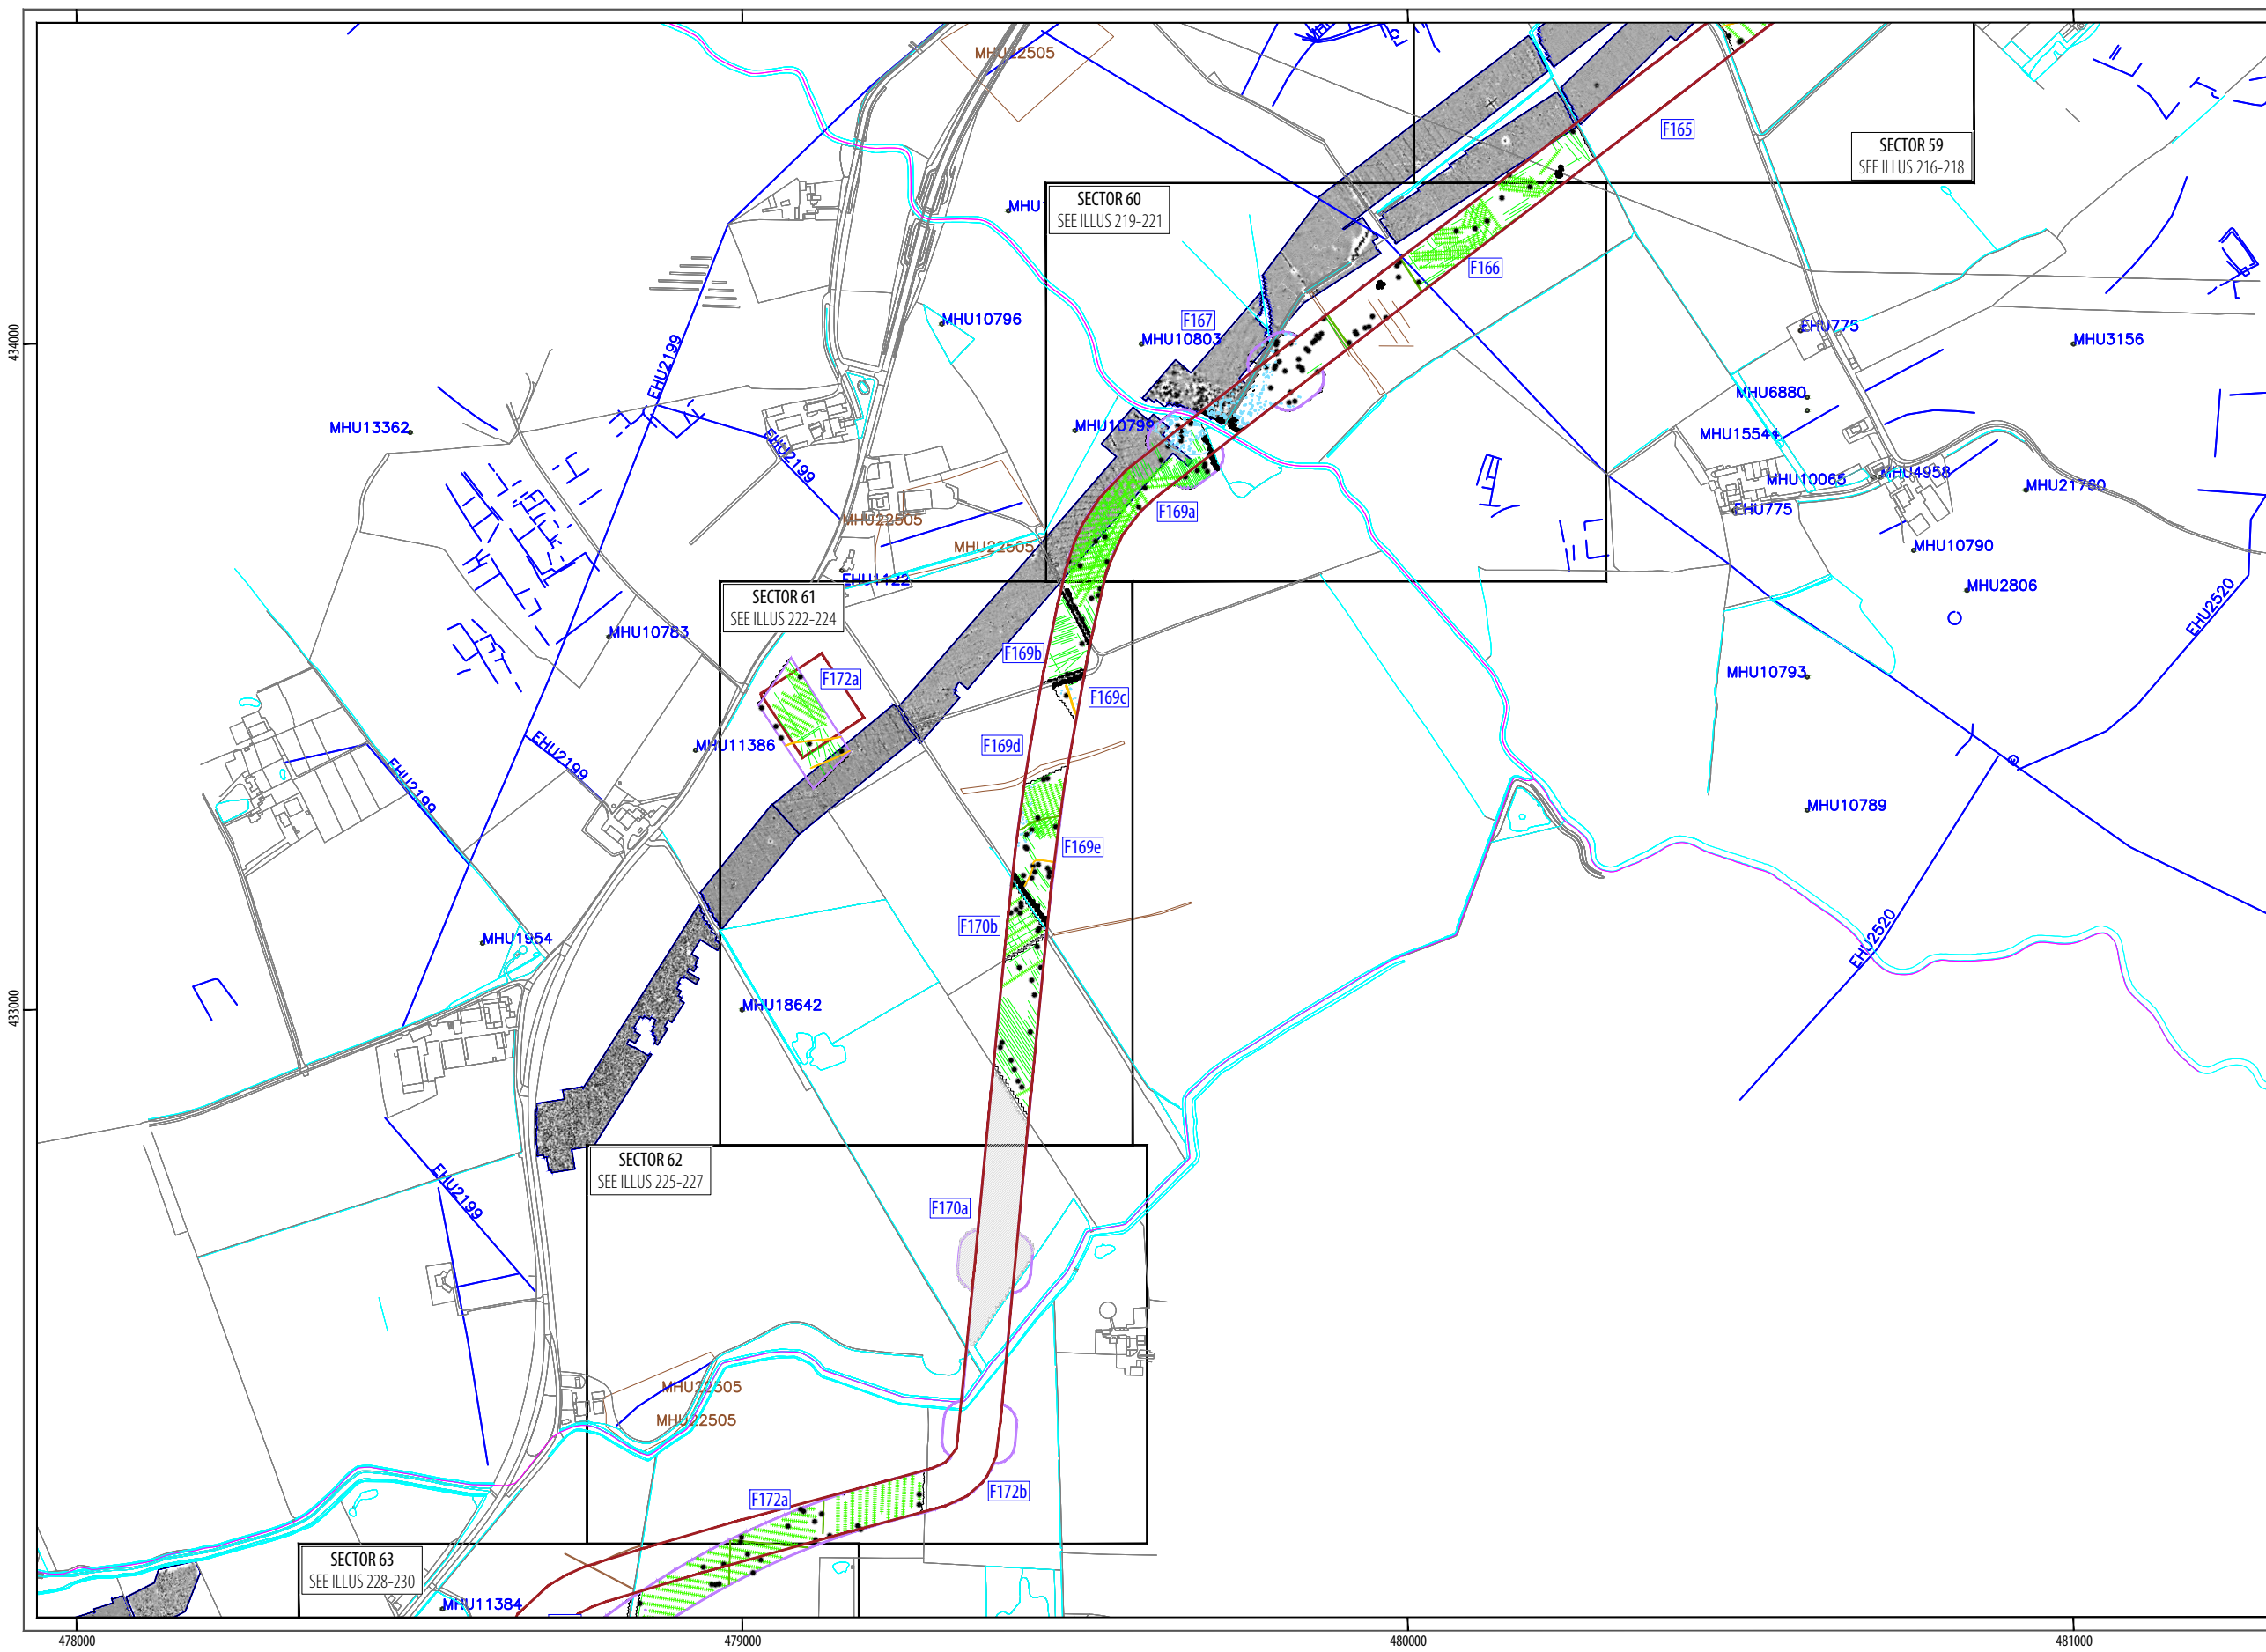 MHU22505
F165
SECTOR 59
SEE ILLUS 216-218
SECTOR 60
SEE ILLUS 219-221
F166
MHU10796
F167
MHU10803
EHU775
MHU3156
434000
EHU2199
MHU6880
MHU13362
MHU10799
EHU2199
MHU15544
MHU10065
MHU4958
MHU21760
MHU22505
F169a
EHU775
MHU22505
MHU10790
EHU1422
SECTOR 61
SEE ILLUS 222-224
MHU2806
EHU2520
MHU10783
F169b
F172a
MHU10793
F169c
MHU11386
F169d
EHU2199
EHU2199
MHU10789
F169e
F170b
MHU1954
EHU2520
433000
MHU18642
SECTOR 62
SEE ILLUS 225-227
EHU2199
F170a
MHU22505
MHU22505
F172a
F172b
SECTOR 63
SEE ILLUS 228-230
MHU11384
478000
479000
480000
481000